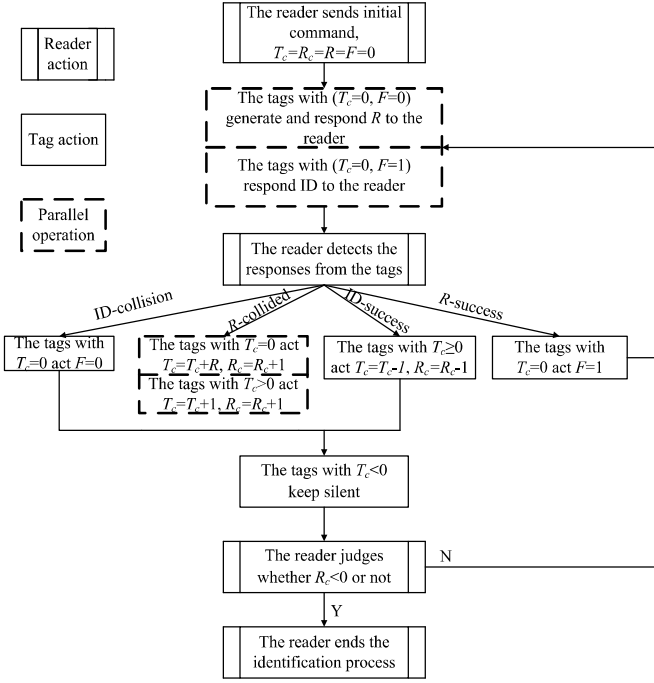 Reader
action
Tag action
Parallel
operation
The reader sends initial
command,
Tc=Rc=R=F=0
The tags with (Tc=0, F=0)
generate and respond R to the
reader
The tags with (Tc=0, F=1)
respond ID to the reader
The reader detects the
responses from the tags
ID-collision
R-collided
ID-success
R-success
The tags with
Tc=0 act F=0
The tags with Tc=0 act
Tc=Tc+R, Rc=Rc+1
The tags with Tc>0 act
Tc=Tc+1, Rc=Rc+1
The tags with Tc≥0
act Tc=Tc-1, Rc=Rc-1
The tags with
Tc=0 act F=1
The tags with Tc<0
keep silent
The reader judges
whether Rc<0 or not
N
Y
The reader ends the
identification process